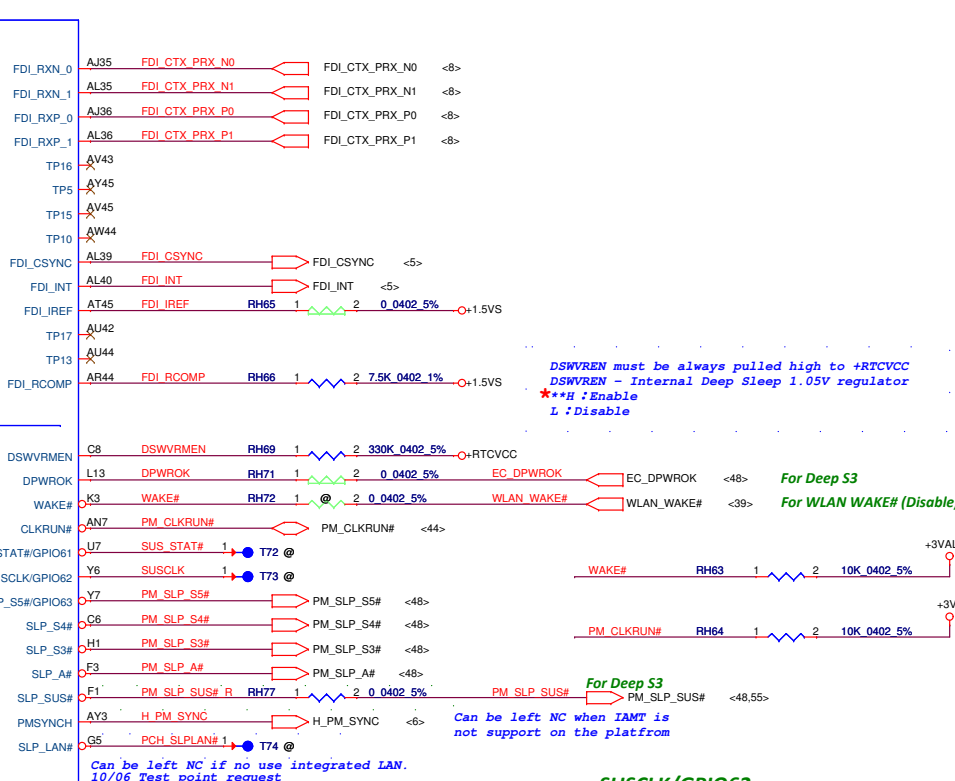 FDI_RXN_0 AJ35 FDI_CTX_PRX_N0 FDI_CTX_PRX_N0 <8>
FDI_RXN_1 AL35 FDI_CTX_PRX_N1 FDI_CTX_PRX_N1 <8>
FDI_RXP_0 AJ36 FDI_CTX_PRX_P0 FDI_CTX_PRX_P0 <8>
FDI_RXP_1 AL36 FDI_CTX_PRX_P1 FDI_CTX_PRX_P1 <8>
TP16 AV43
TP5 AY45
TP15 AV45
TP10 AW44
FDI_CSYNC AL39 FDI_CSYNC FDI_CSYNC <5>
FDI_INT AL40 FDI_INT FDI_INT <5>
FDI_IREF AT45 FDI_IREF RH65 1 2 0_0402_5% +1.5VS
TP17 AU42
TP13 AU44
FDI_RCOMP AR44 FDI_RCOMP RH66 1 2 7.5K_0402_1% +1.5VS
DSWVREN must be always pulled high to +RTCVCC
DSWVREN - Internal Deep Sleep 1.05V regulator
***H：Enable
L：Disable
DSWVRMEN C8 DSWVRMEN RH69 1 2 330K_0402_5% +RTCVCC
DPWROK L13 DPWROK RH71 1 2 0_0402_5% EC_DPWROK EC_DPWROK <48> For Deep S3
WAKE# K3 WAKE# RH72 1 @ 2 0_0402_5% WLAN_WAKE# WLAN_WAKE# <39> For WLAN WAKE# (Disable
CLKRUN# AN7 PM_CLKRUN# PM_CLKRUN# <44>
STAT#/GPIO61 U7 SUS_STAT# 1 T72 @
SCLK/GPIO62 Y6 SUSCLK 1 T73 @
P_S5#/GPIO63 Y7 PM_SLP_S5# PM_SLP_S5# <48>
SLP_S4# C6 PM_SLP_S4# PM_SLP_S4# <48>
SLP_S3# H1 PM_SLP_S3# PM_SLP_S3# <48>
SLP_A# F3 PM_SLP_A# PM_SLP_A# <48>
SLP_SUS# F1 PM_SLP_SUS#_R RH77 1 2 0_0402_5% PM_SLP_SUS# PM_SLP_SUS# <48,55>
For Deep S3
PMSYNCH AY3 H_PM_SYNC H_PM_SYNC <6>
SLP_LAN# G5 PCH_SLPLAN# 1 T74 @
+3VAL
WAKE# RH63 1 2 10K_0402_5%
+3V
PM_CLKRUN# RH64 1 2 10K_0402_5%
Can be left NC when IAMT is
not support on the platfrom
Can be left NC if no use integrated LAN.
10/06 Test point request
SUSCLK/GPIO62